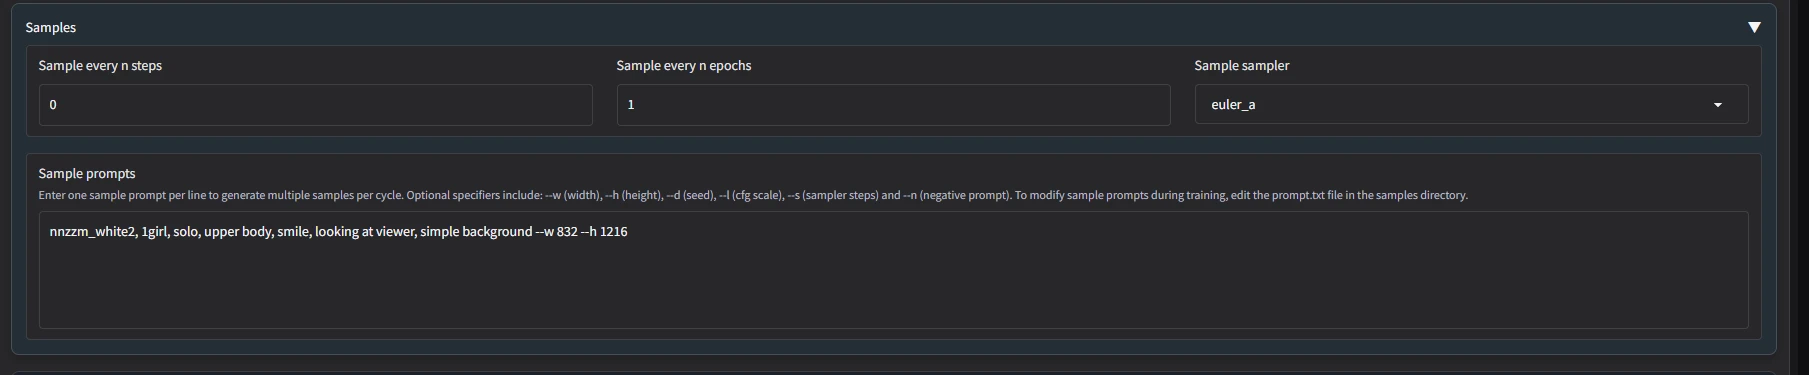 Samples
Sample every n steps
Sample every n epochs
Sample sampler
0
1
euler_a
Sample prompts
Enter one sample prompt per line to generate multiple samples per cycle. Optional specifiers include: --w (width), --h (height), --d (seed), --l (cfg scale), --s (sampler steps) and --n (negative prompt). To modify sample prompts during training, edit the prompt.txt file in the samples directory.
nnzzm_white2, 1girl, solo, upper body, smile, looking at viewer, simple background --w 832 --h 1216